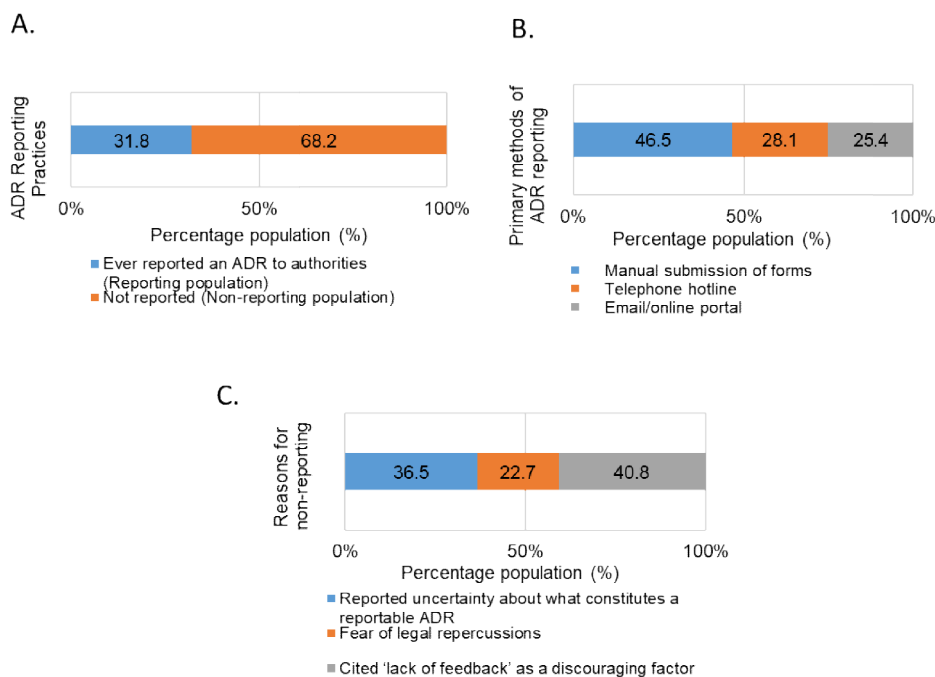 A.
ADR Reporting
Practices
31.8
68.2
0%
50%
100%
Percentage population (%)
Ever reported an ADR to authorities
(Reporting population)
Not reported (Non-reporting population)
B.
Primary methods of
ADR reporting
46.5
28.1
25.4
0%
50%
100%
Percentage population (%)
Manual submission of forms
Telephone hotline
Email/online portal
C.
Reasons for
non-reporting
36.5
22.7
40.8
0%
50%
100%
Percentage population (%)
Reported uncertainty about what constitutes a
reportable ADR
Fear of legal repercussions
Cited ‘lack of feedback’ as a discouraging factor